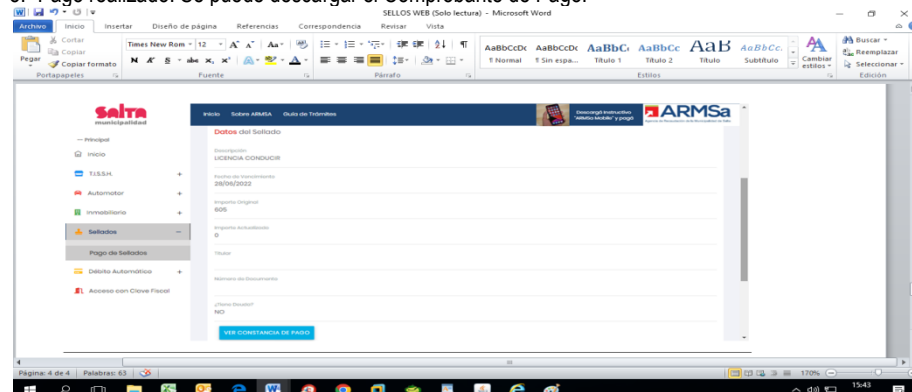 Pago realizado. Se puede descargar el Comprobante de Pago.
SELLOS WEB (Solo lectura) - Microsoft Word
Archivo Inicio Insertar Diseño de página Referencias Correspondencia Revisar Vista
Cortar
Copiar
Pegar
Copiar formato
Portapapeles
Times New Rom 12
N K S abe
Fuente
Párrafo
AaBbCcDc AaBbCcDc AaBbC AaBbCc AaB AaBbCc.
¶ Normal ¶ Sin espa... Título 1 Título 2 Título Subtítulo
Cambiar estilos
Estilos
Buscar
Reemplazar
Seleccionar
Edición
Salta
municipalidad
Inicio Sobre ARMSA Guía de Trámites
Descargá Instructivo
"ARMSa Mobile" y pagá
ARMSa
— Principal
Inicio
T.I.S.S.H. +
Automotor +
Inmobiliario +
Sellados −
Pago de Sellados
Débito Automático +
Acceso con Clave Fiscal
Datos del Sellado
Descripción
LICENCIA CONDUCIR
Fecha de Vencimiento
28/06/2022
Importe Original
605
Importe Actualizado
0
Titular
Número de Documento
NO
VER CONSTANCIA DE PAGO
Página: 4 de 4 Palabras: 63
170%
15:43